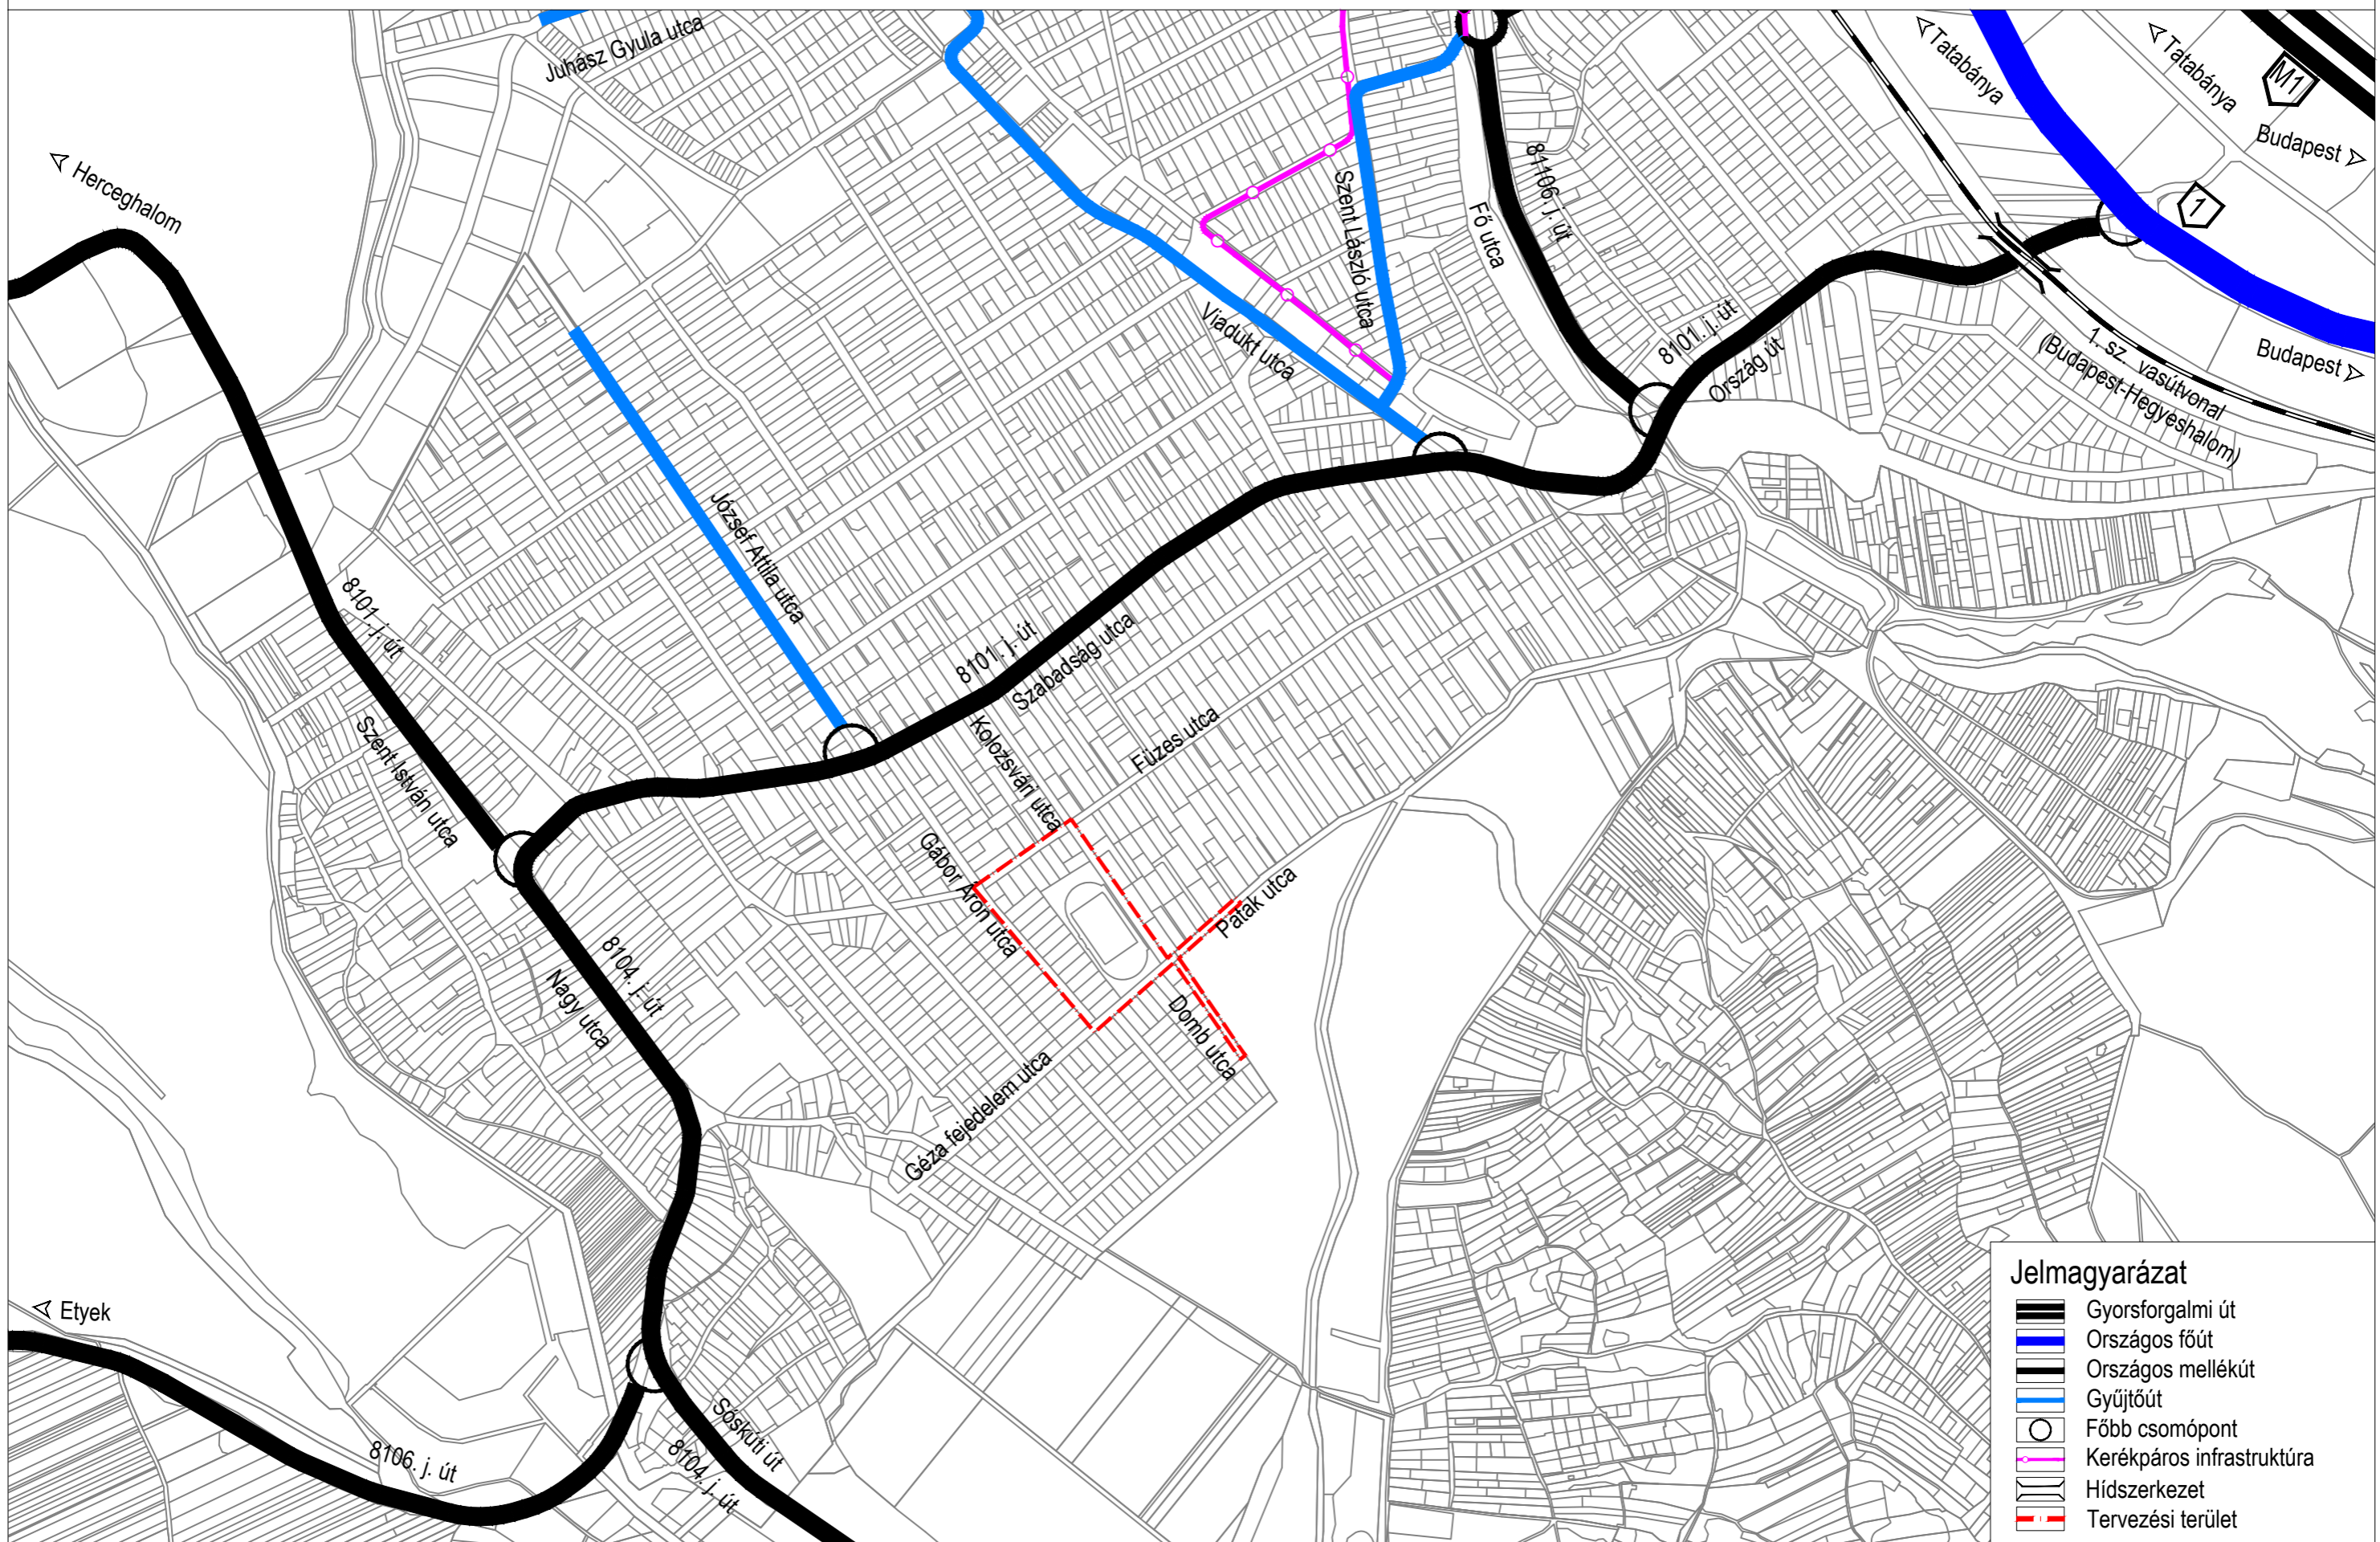 Juhász Gyula utca
Tatabánya
Tatabánya
M1
Budapest
1
Herceghalom
81106. j. út
Szent László utca
Fő utca
Viadukt utca
8101. j. út
Ország út
1. sz. vasútvonal
(Budapest-Hegyeshalom)
Budapest
József Attila utca
8101. j. út
8101. j. út
Szabadság utca
Szent István utca
Kolozsvári utca
Füzes utca
Gábor Áron utca
Patak utca
8104. j. út
Nagy utca
Domb utca
Géza fejedelem utca
Etyek
8106. j. út
Sóskúti út
8104. j. út
Jelmagyarázat
Gyorsforgalmi út
Országos főút
Országos mellékút
Gyűjtőút
Főbb csomópont
Kerékpáros infrastruktúra
Hídszerkezet
Tervezési terület